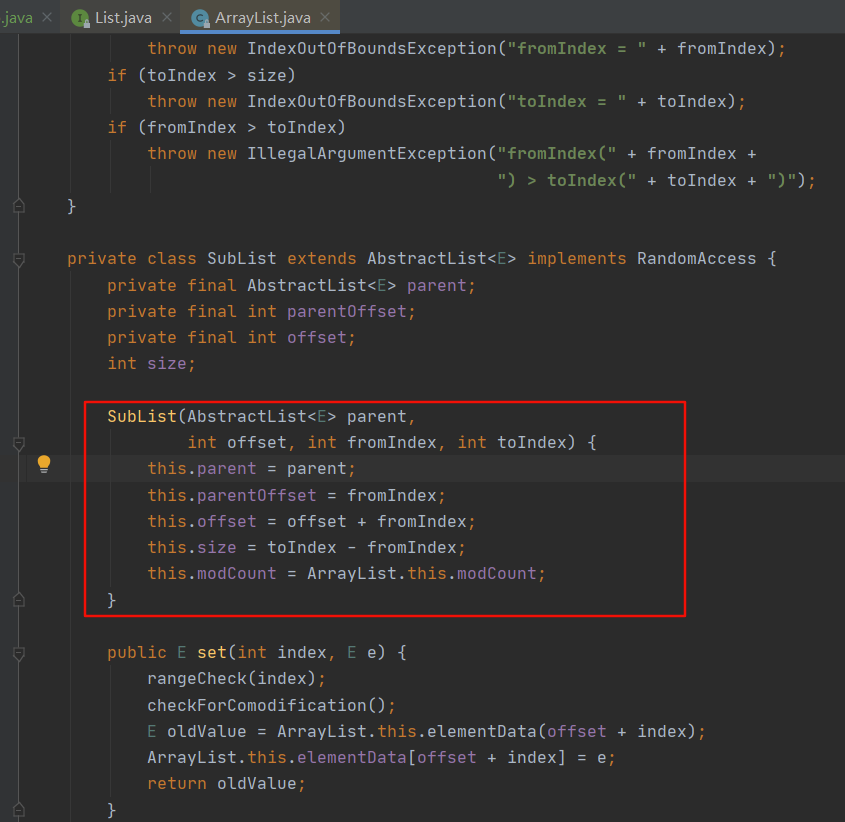 .java List.java ArrayList.java
throw new IndexOutOfBoundsException("fromIndex = " + fromIndex);
if (toIndex > size)
throw new IndexOutOfBoundsException("toIndex = " + toIndex);
if (fromIndex > toIndex)
throw new IllegalArgumentException("fromIndex(" + fromIndex +
") > toIndex(" + toIndex + ")");
}
private class SubList extends AbstractList<E> implements RandomAccess {
private final AbstractList<E> parent;
private final int parentOffset;
private final int offset;
int size;
SubList(AbstractList<E> parent,
int offset, int fromIndex, int toIndex) {
this.parent = parent;
this.parentOffset = fromIndex;
this.offset = offset + fromIndex;
this.size = toIndex - fromIndex;
this.modCount = ArrayList.this.modCount;
}
public E set(int index, E e) {
rangeCheck(index);
checkForComodification();
E oldValue = ArrayList.this.elementData(offset + index);
ArrayList.this.elementData[offset + index] = e;
return oldValue;
}